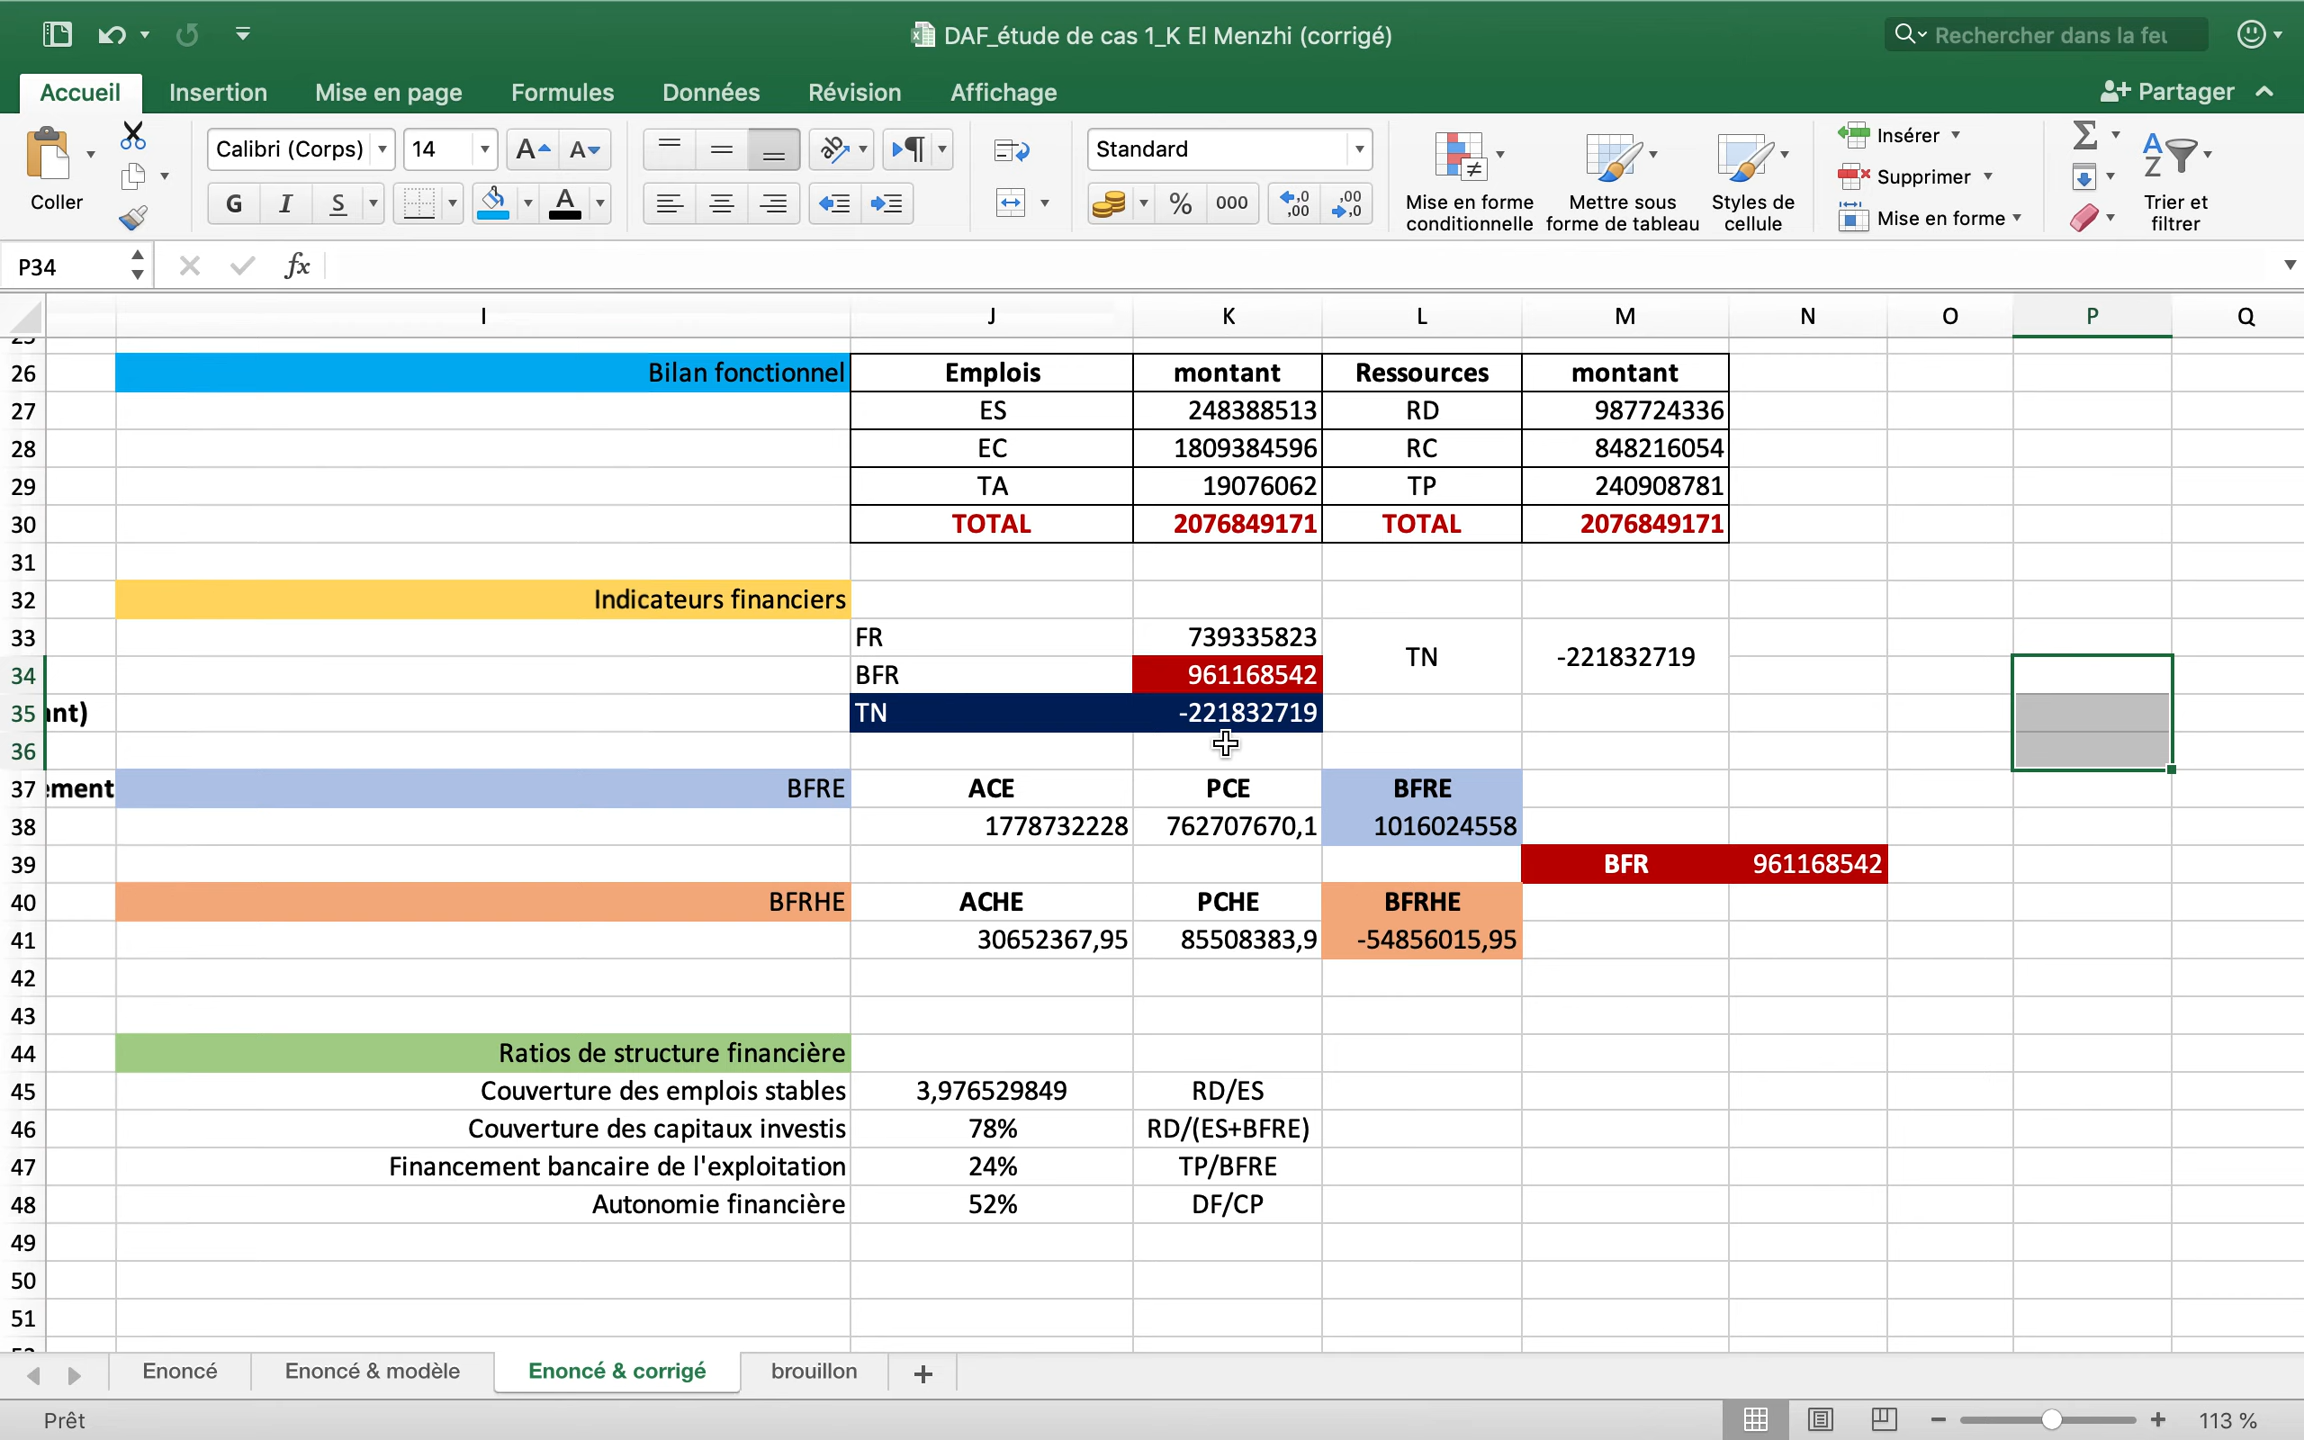 DAF_étude de cas 1_K El Menzhi (corrigé)
Rechercher dans la feu
Accueil Insertion Mise en page Formules Données Révision Affichage Partager
Coller
Calibri (Corps) 14
G I S A
Standard
% 000
Mise en forme conditionnelle
Mettre sous forme de tableau
Styles de cellule
Insérer
Supprimer
Mise en forme
Trier et filtrer
P34 fx
I J K L M N O P Q
26 Bilan fonctionnel Emplois montant Ressources montant
27 ES 248388513 RD 987724336
28 EC 1809384596 RC 848216054
29 TA 19076062 TP 240908781
30 TOTAL 2076849171 TOTAL 2076849171
31
32 Indicateurs financiers
33 FR 739335823
TN -221832719
34 BFR 961168542
35 ant) TN -221832719
36
37 ement BFRE ACE PCE BFRE
38 1778732228 762707670,1 1016024558
39 BFR 961168542
40 BFRHE ACHE PCHE BFRHE
41 30652367,95 85508383,9 -54856015,95
42
43
44 Ratios de structure financière
45 Couverture des emplois stables 3,976529849 RD/ES
46 Couverture des capitaux investis 78% RD/(ES+BFRE)
47 Financement bancaire de l'exploitation 24% TP/BFRE
48 Autonomie financière 52% DF/CP
49
50
51
Enoncé Enoncé & modèle Enoncé & corrigé brouillon +
Prêt 113 %